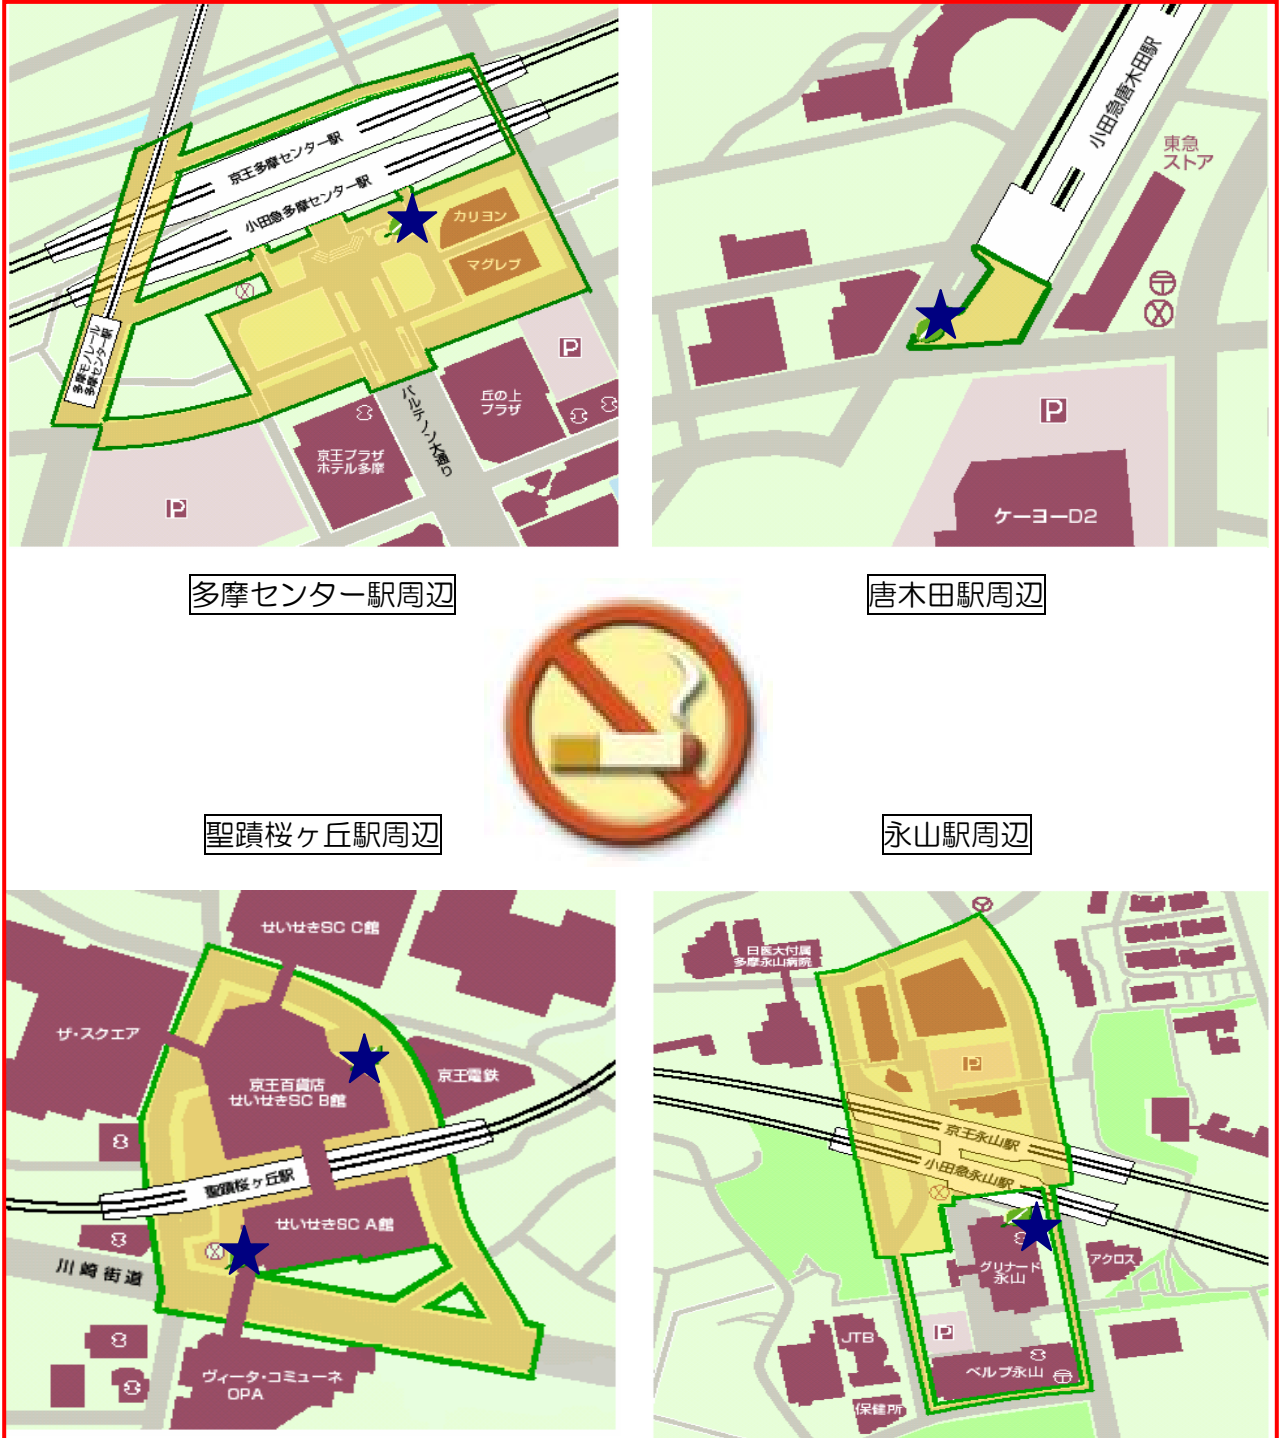 京王多摩センター駅
小田急多摩センター駅
カリヨン
マグレブ
多摩モノレール
多摩センター駅
P
丘の上
プラザ
パルテノン大通り
京王プラザ
ホテル多摩
P
小田急唐木田駅
東急
ストア
P
ケーヨーD2
多摩センター駅周辺
唐木田駅周辺
聖蹟桜ヶ丘駅周辺
永山駅周辺
せいせきSC C館
ザ・スクエア
京王百貨店
せいせきSC B館
京王電鉄
聖蹟桜ヶ丘駅
せいせきSC A館
川崎街道
ヴィータ・コミューネ
OPA
日医大付属
多摩永山病院
P
京王永山駅
小田急永山駅
グリナード
永山
アクロス
P
JTB
ベルブ永山
保健所